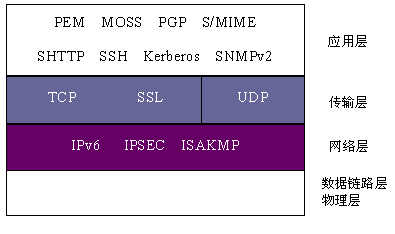 PEM MOSS PGP S/MIME
SHTTP SSH Kerberos SNMPv2
应用层
TCP SSL UDP
传输层
IPv6 IPSEC ISAKMP
网络层
数据链路层
物理层